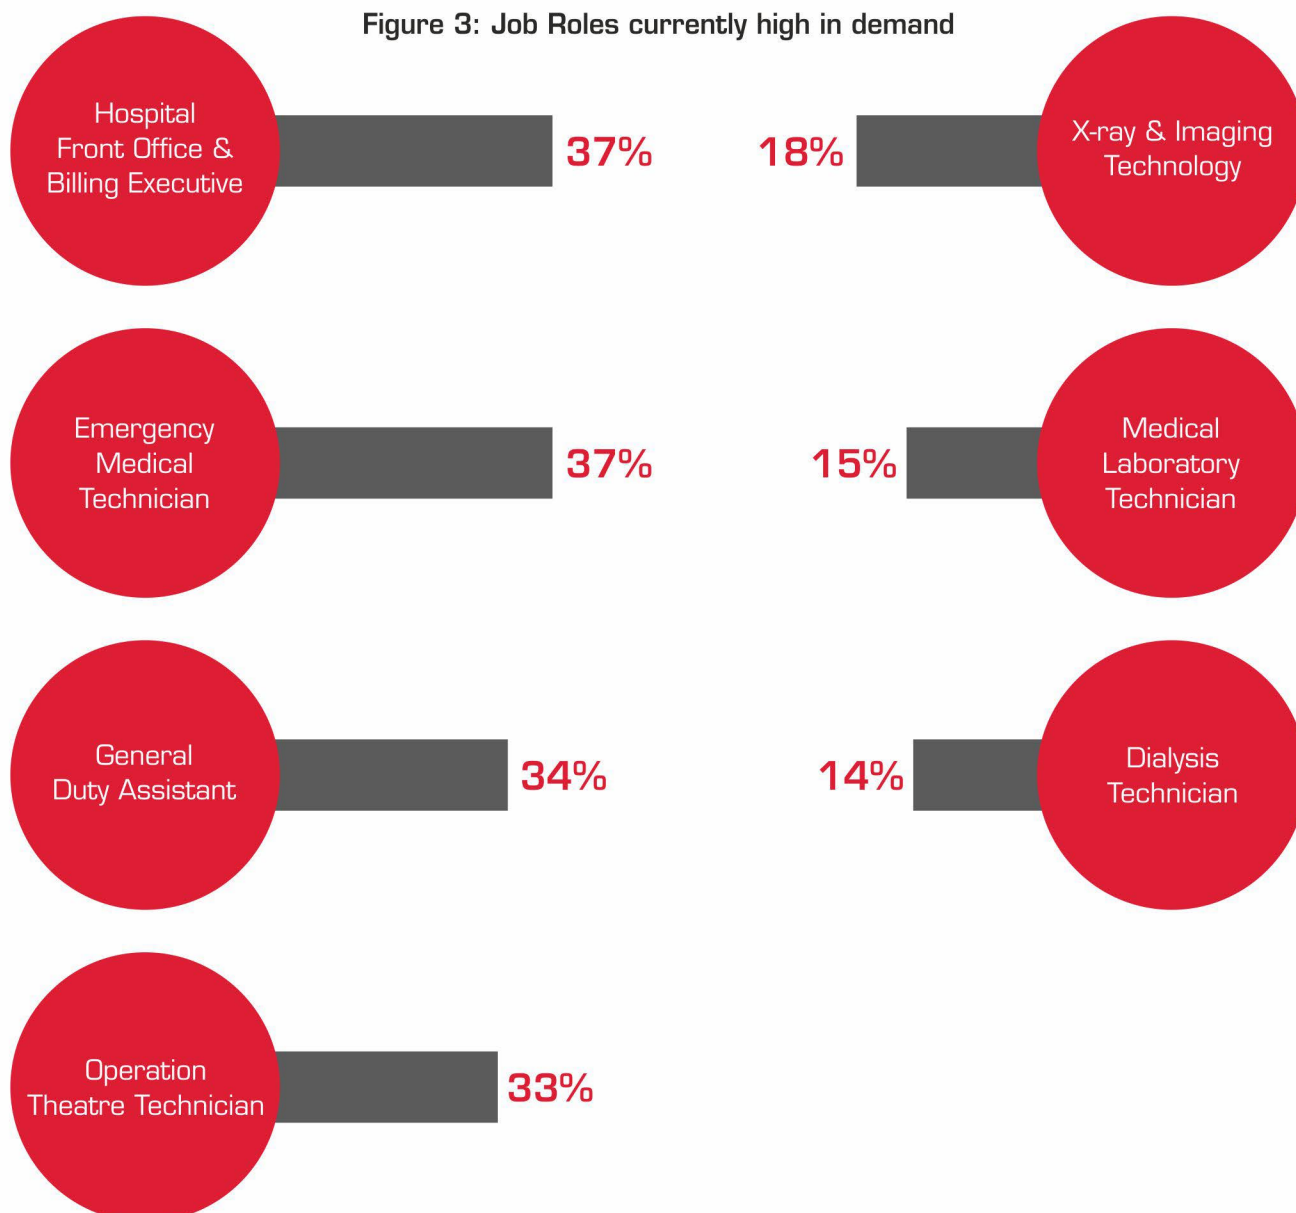 Figure 3: Job Roles currently high in demand
Hospital
Front Office &
Billing Executive
37%
18%
X-ray & Imaging
Technology
Emergency
Medical
Technician
37%
15%
Medical
Laboratory
Technician
General
Duty Assistant
34%
14%
Dialysis
Technician
Operation
Theatre Technician
33%